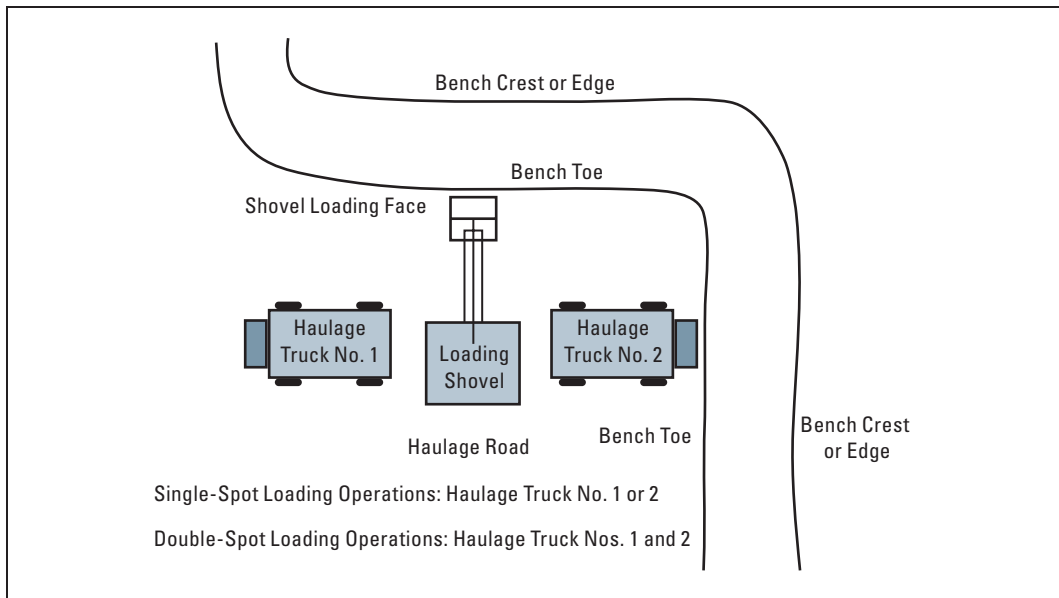 Bench Crest or Edge
Bench Toe
Shovel Loading Face
Haulage
Truck No. 1
Loading
Shovel
Haulage
Truck No. 2
Haulage Road
Bench Toe
Bench Crest
or Edge
Single-Spot Loading Operations: Haulage Truck No. 1 or 2
Double-Spot Loading Operations: Haulage Truck Nos. 1 and 2